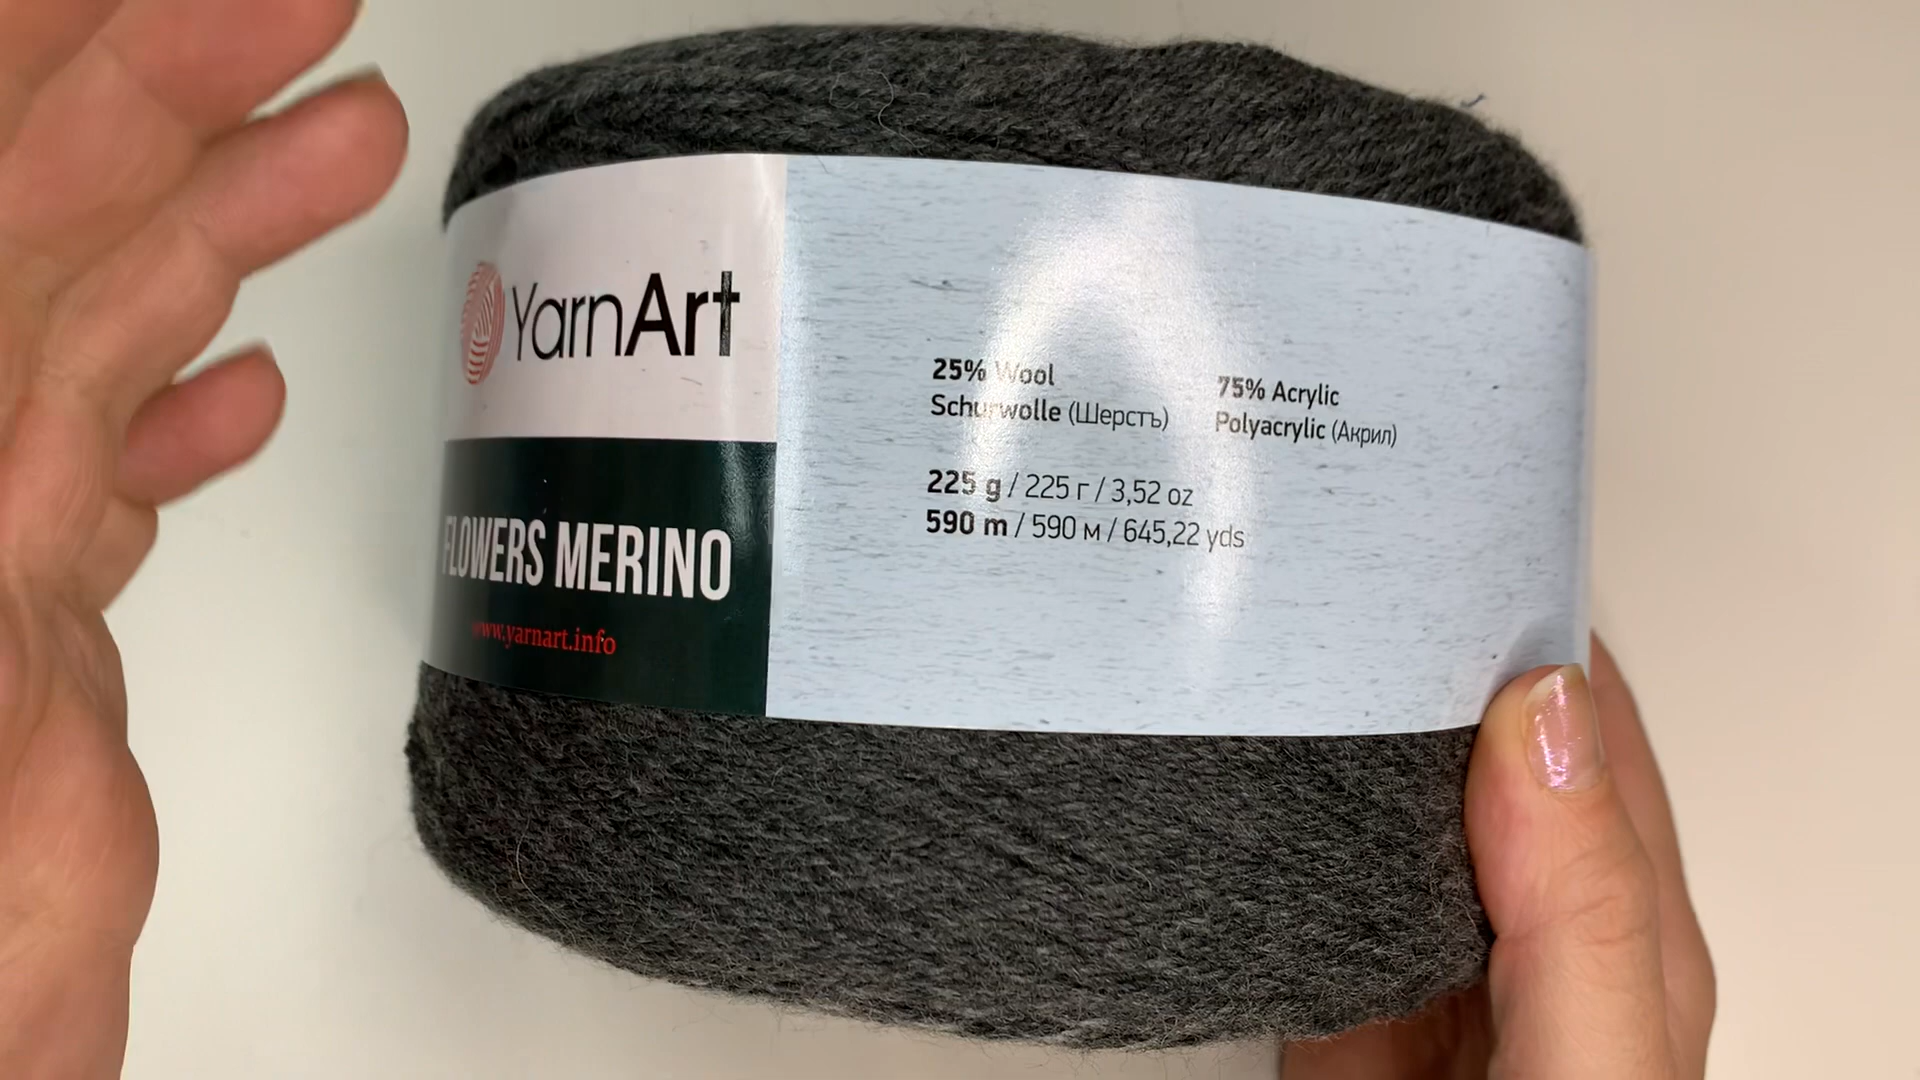 YarnArt
FLOWERS MERINO
www.yarnart.info
25% Wool
Schurwolle (Шерсть)
75% Acrylic
Polyacrylic (Акрил)
225 g / 225 г / 3,52 oz
590 m / 590 м / 645,22 yds